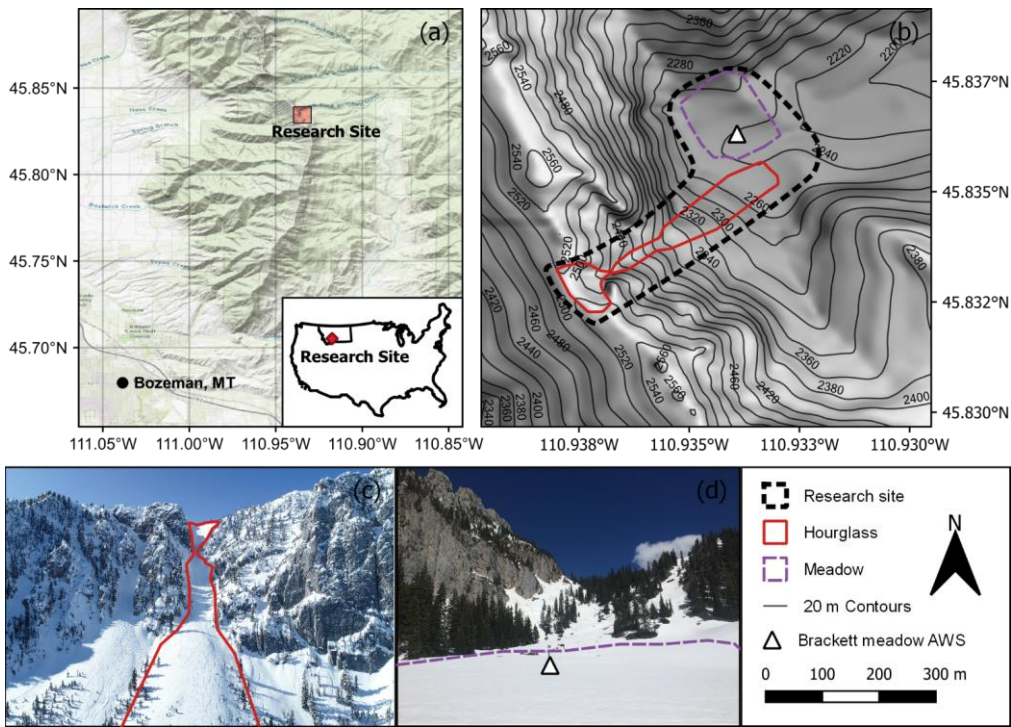 (a)
Research Site
Research Site
Bozeman, MT
45.85°N
45.80°N
45.75°N
45.70°N
111.05°W
111.00°W
110.95°W
110.90°W
110.85°W
(b)
2560
2540
2480
2360
2380
2280
2220
2200
2540
2560
2520
2240
2260
2320
2300
2340
2520
2500
2420
2460
2480
2440
2400
2380
2360
2340
2520
2540
2560
2560
2460
2360
2380
2400
2380
45.837°N
45.835°N
45.832°N
45.830°N
110.938°W
110.935°W
110.933°W
110.930°W
(c)
(d)
Research site
Hourglass
Meadow
20 m Contours
Brackett meadow AWS
N
0 100 200 300 m